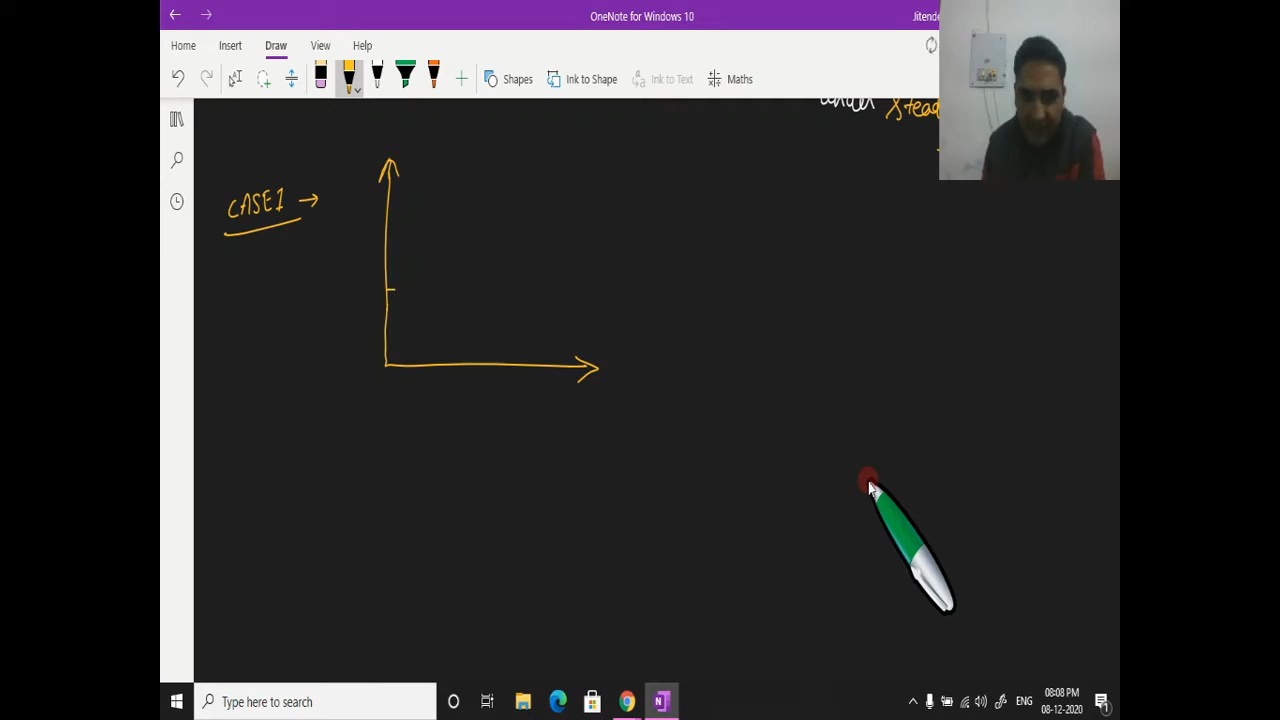 OneNote for Windows 10
Home Insert Draw View Help
Shapes Ink to Shape Ink to Text Maths
CASE1 →
Type here to search
ENG
08:08 PM
08-12-2020